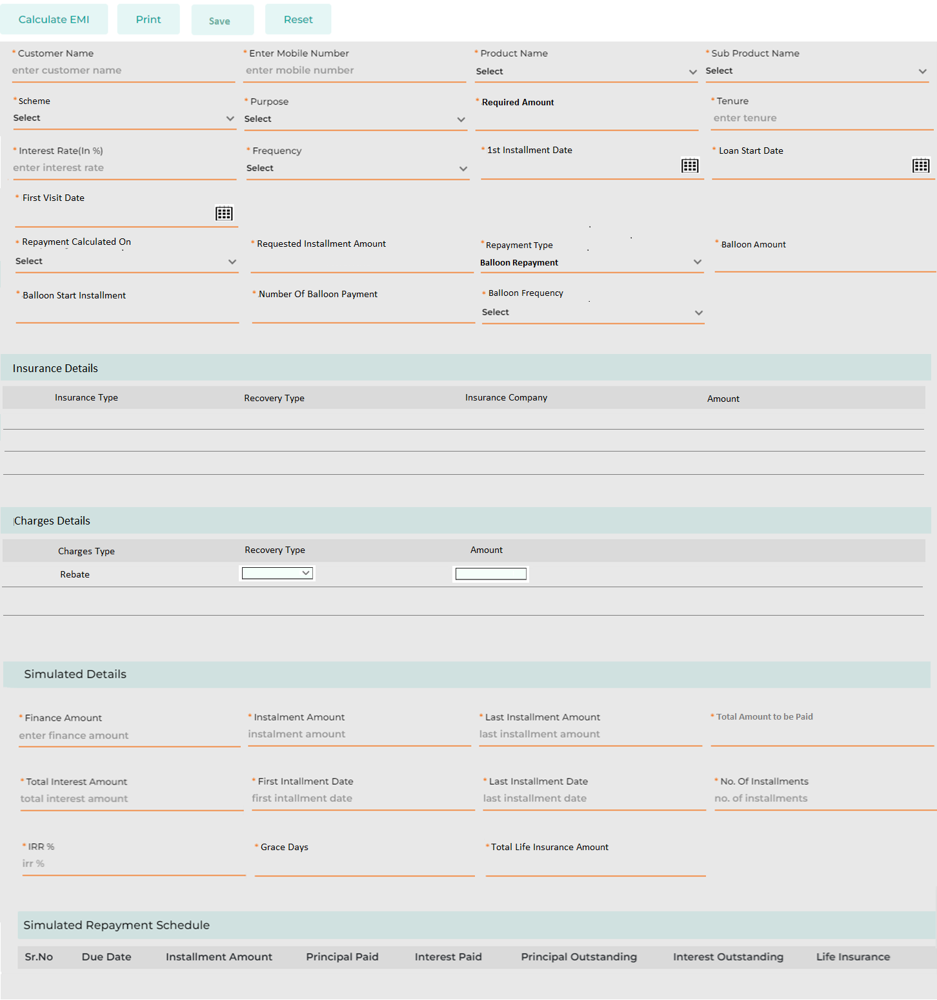 Calculate EMI Print Save Reset
* Customer Name * Enter Mobile Number * Product Name * Sub Product Name
enter customer name enter mobile number Select Select
* Scheme * Purpose * Required Amount * Tenure
Select Select enter tenure
* Interest Rate(In %) * Frequency * 1st Installment Date * Loan Start Date
enter interest rate Select
* First Visit Date
* Repayment Calculated On * Requested Installment Amount * Repayment Type * Balloon Amount
Select Balloon Repayment
* Balloon Start Installment * Number Of Balloon Payment * Balloon Frequency
Select
Insurance Details
Insurance Type Recovery Type Insurance Company Amount
Charges Details
Charges Type Recovery Type Amount
Rebate
Simulated Details
* Finance Amount * Instalment Amount * Last Installment Amount * Total Amount to be Paid
enter finance amount instalment amount last installment amount
* Total Interest Amount * First Intallment Date * Last Installment Date * No. Of Installments
total interest amount first intallment date last installment date no. of installments
* IRR % * Grace Days * Total Life Insurance Amount
irr %
Simulated Repayment Schedule
Sr.No Due Date Installment Amount Principal Paid Interest Paid Principal Outstanding Interest Outstanding Life Insurance